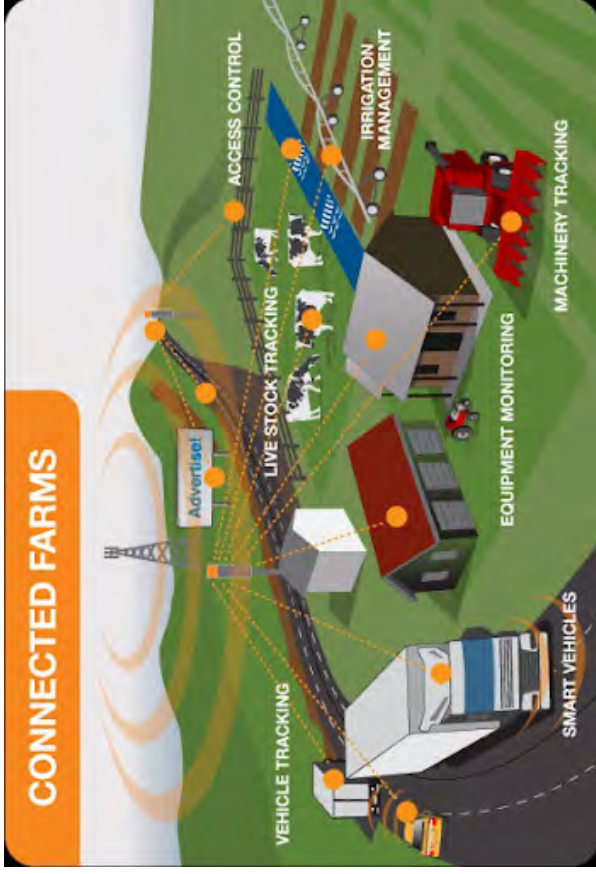 CONNECTED FARMS
ACCESS CONTROL
IRRIGATION
MANAGEMENT
Advertise!
LIVE STOCK TRACKING
MACHINERY TRACKING
EQUIPMENT MONITORING
VEHICLE TRACKING
SMART VEHICLES